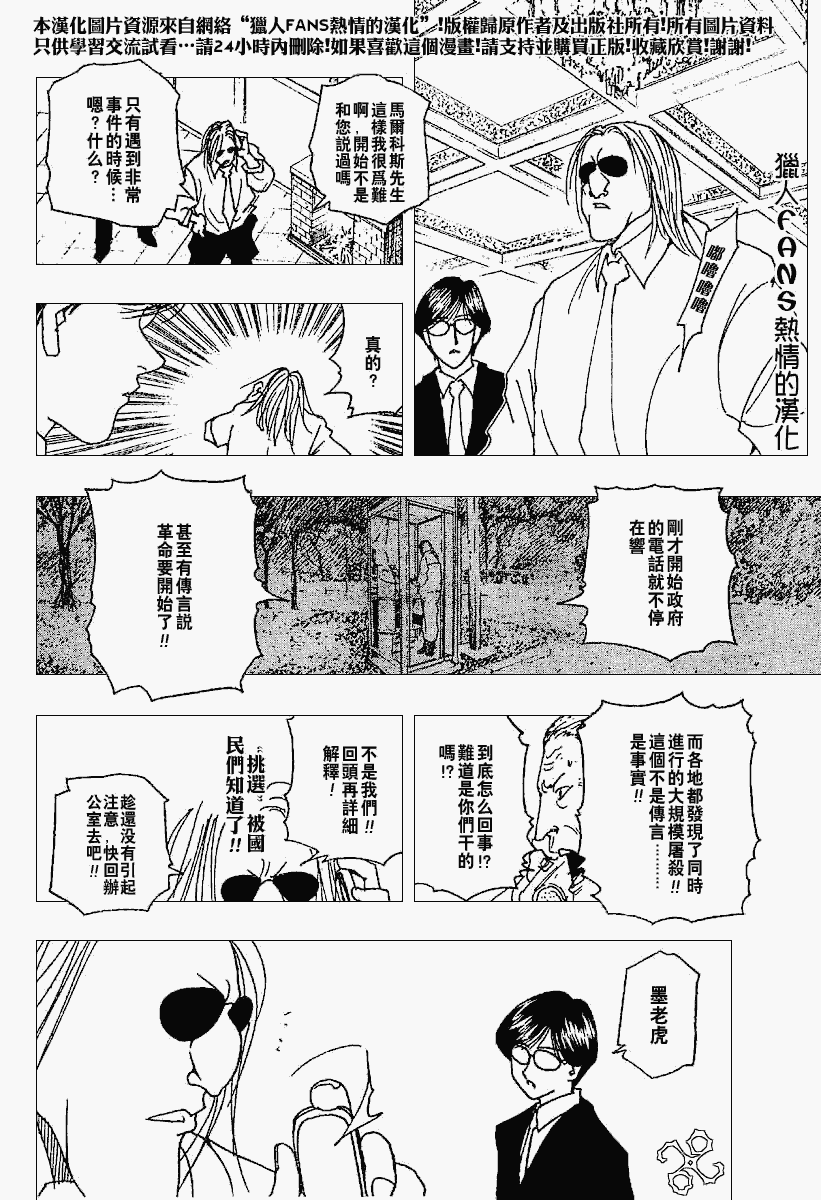 本漢化圖片資源來自網絡“獵人FANS熱情的漢化”!版權歸原作者及出版社所有!所有圖片資料
只供學習交流試看…請24小時內刪除!如果喜歡這個漫畫!請支持並購買正版!收藏欣賞!謝謝!
獵人FANS熱情的漢化
嘟嚕嚕嚕
馬爾科斯先生
這樣我很爲難
啊.開始不是
和您説過嗎
只有遇到非常
事件的時候…
嗯?什么?
真的?
剛才開始政府
的電話就不停
在響
甚至有傳言説
革命要開始了!!
而各地都發現了同時
進行的大規模屠殺!!
這個不是傳言…………
是事實!!
到底怎么回事!?
難道是你們干的
嗎!?
不是我們!!
回頭再詳細
解釋!
“挑選”被國
民們知道了!!
趁還没有引起
注意.快回辦
公室去吧!!
墨老虎